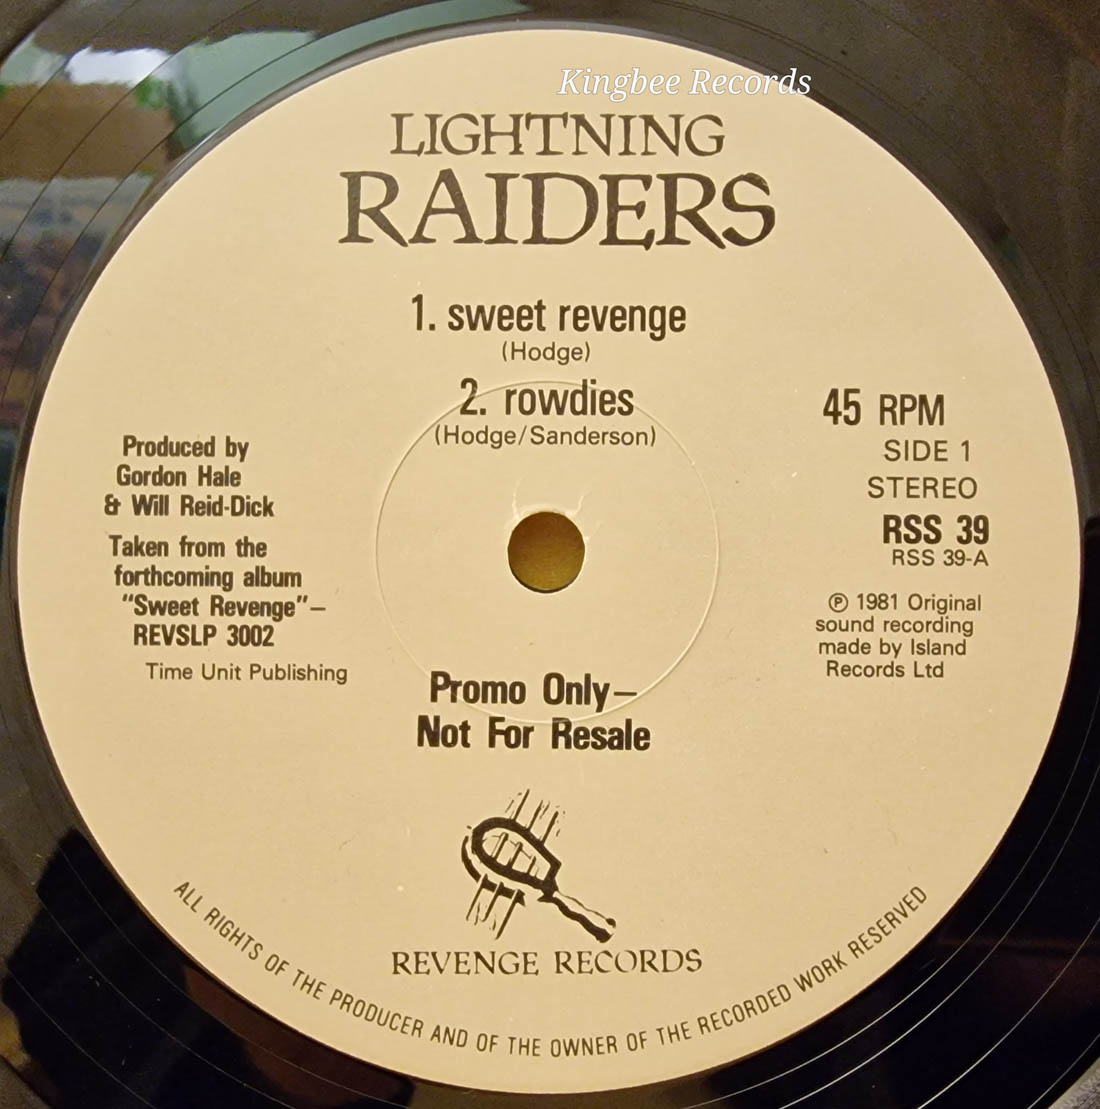 Kingbee Records
LIGHTNING
RAIDERS
1. sweet revenge
(Hodge)
2. rowdies
(Hodge/Sanderson)
Produced by
Gordon Hale
& Will Reid-Dick
Taken from the
forthcoming album
"Sweet Revenge"–
REVSLP 3002
Time Unit Publishing
45 RPM
SIDE 1
STEREO
RSS 39
RSS 39-A
℗ 1981 Original
sound recording
made by Island
Records Ltd
Promo Only–
Not For Resale
REVENGE RECORDS
ALL RIGHTS OF THE PRODUCER AND OF THE OWNER OF THE RECORDED WORK RESERVED